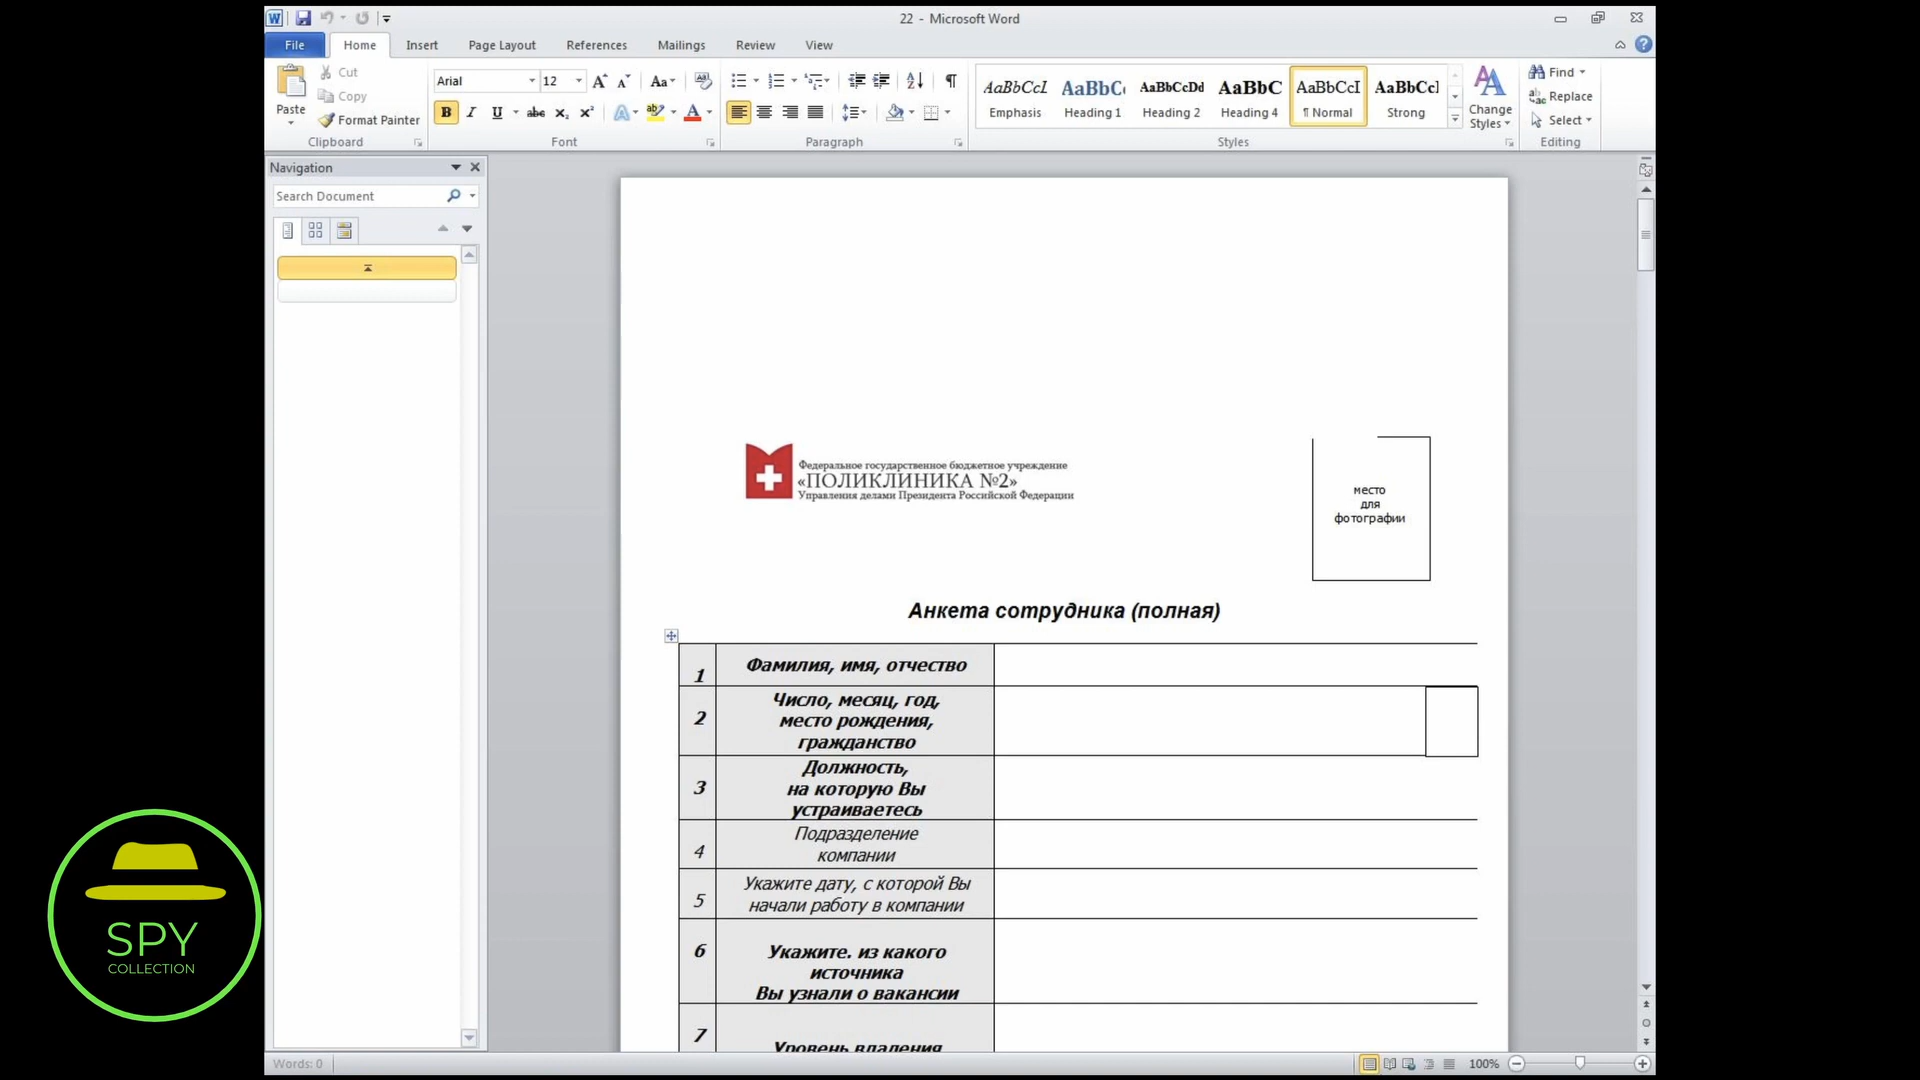 22 - Microsoft Word
File Home Insert Page Layout References Mailings Review View
Paste
Cut
Copy
Format Painter
Clipboard
Arial 12
Font
Paragraph
AaBbCcI AaBbCc AaBbCcDd AaBbC AaBbCcI AaBbCcI
Emphasis Heading 1 Heading 2 Heading 4 ¶ Normal Strong
Styles
Change
Styles
Find
Replace
Select
Editing
Navigation
Search Document
Федеральное государственное бюджетное учреждение
«ПОЛИКЛИНИКА №2»
Управления делами Президента Российской Федерации
место
для
фотографии
Анкета сотрудника (полная)
1 Фамилия, имя, отчество
2 Число, месяц, год,
место рождения,
гражданство
3 Должность,
на которую Вы
устраиваетесь
4 Подразделение
компании
5 Укажите дату, с которой Вы
начали работу в компании
6 Укажите. из какого
источника
Вы узнали о вакансии
7 Уровень владения
SPY
COLLECTION
Words: 0
100%